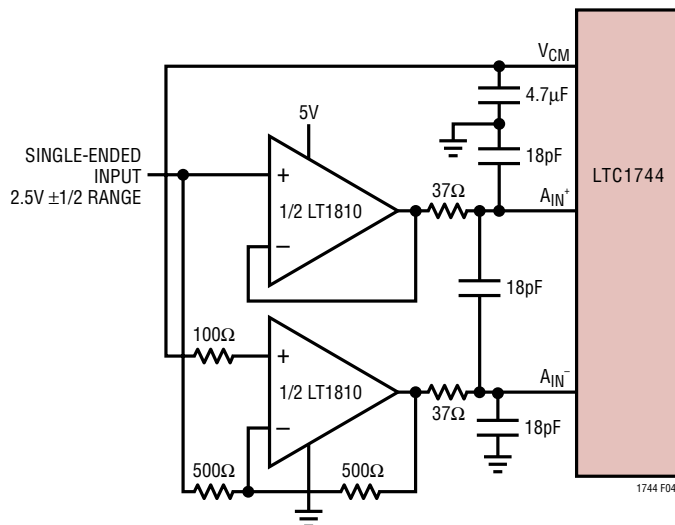 V_CM
4.7µF
5V
SINGLE-ENDED
INPUT
2.5V ±1/2 RANGE
18pF
LTC1744
+
37Ω
A_IN⁺
1/2 LT1810
−
18pF
100Ω
+
A_IN⁻
1/2 LT1810
37Ω
−
18pF
500Ω
500Ω
1744 F04